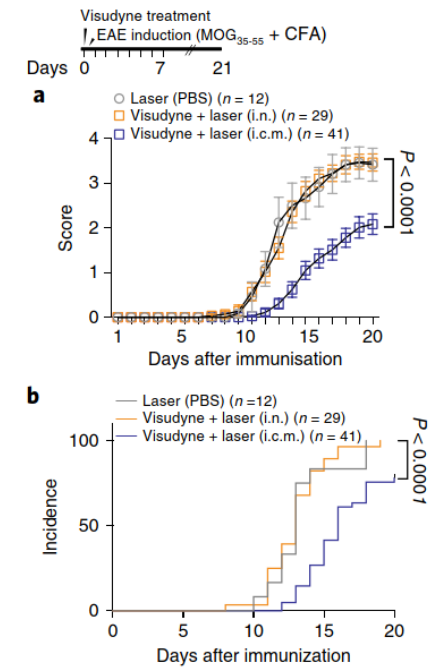 Visudyne treatment
EAE induction (MOG35-55 + CFA)
Days 0 7 21
a
Laser (PBS) (n = 12)
Visudyne + laser (i.n.) (n = 29)
Visudyne + laser (i.c.m.) (n = 41)
4
3
2
1
0
Score
P < 0.0001
1 5 10 15 20
Days after immunisation
b
Laser (PBS) (n =12)
Visudyne + laser (i.n.) (n = 29)
Visudyne + laser (i.c.m.) (n = 41)
100
50
0
Incidence
P < 0.0001
0 5 10 15 20
Days after immunization